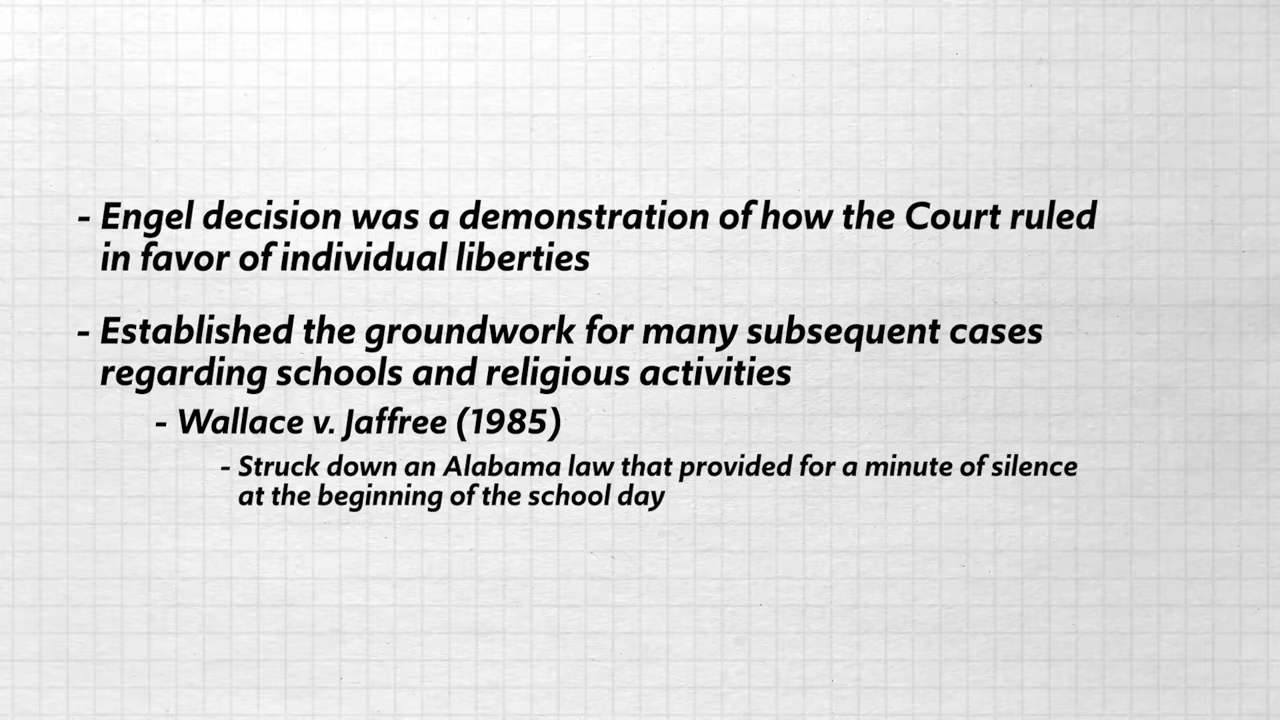 - Engel decision was a demonstration of how the Court ruled
in favor of individual liberties
- Established the groundwork for many subsequent cases
regarding schools and religious activities
- Wallace v. Jaffree (1985)
- Struck down an Alabama law that provided for a minute of silence
at the beginning of the school day